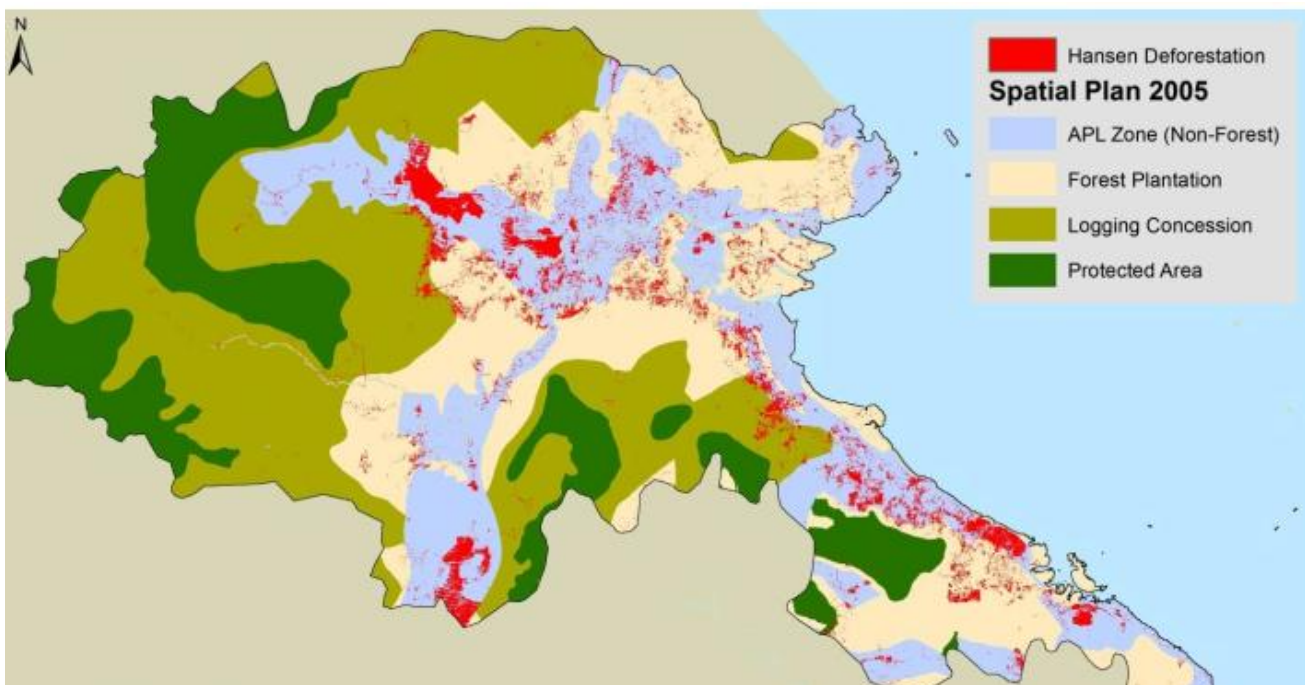 N
Hansen Deforestation
Spatial Plan 2005
APL Zone (Non-Forest)
Forest Plantation
Logging Concession
Protected Area